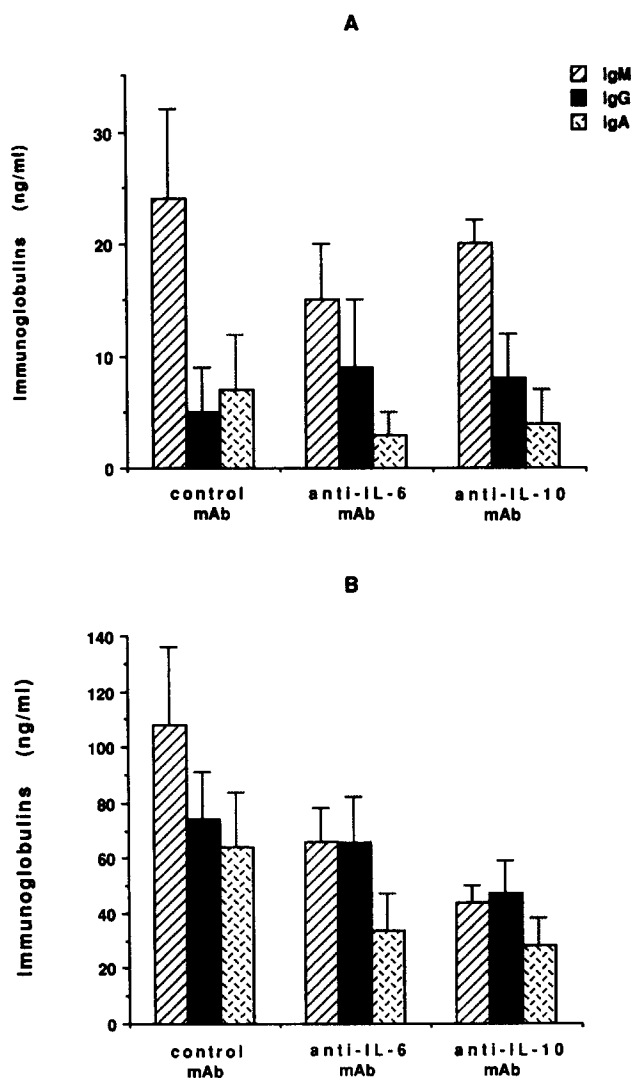 A
IgM
IgG
IgA
Immunoglobulins (ng/ml)
30
20
10
0
control mAb
anti-IL-6 mAb
anti-IL-10 mAb
B
Immunoglobulins (ng/ml)
140
120
100
80
60
40
20
0
control mAb
anti-IL-6 mAb
anti-IL-10 mAb